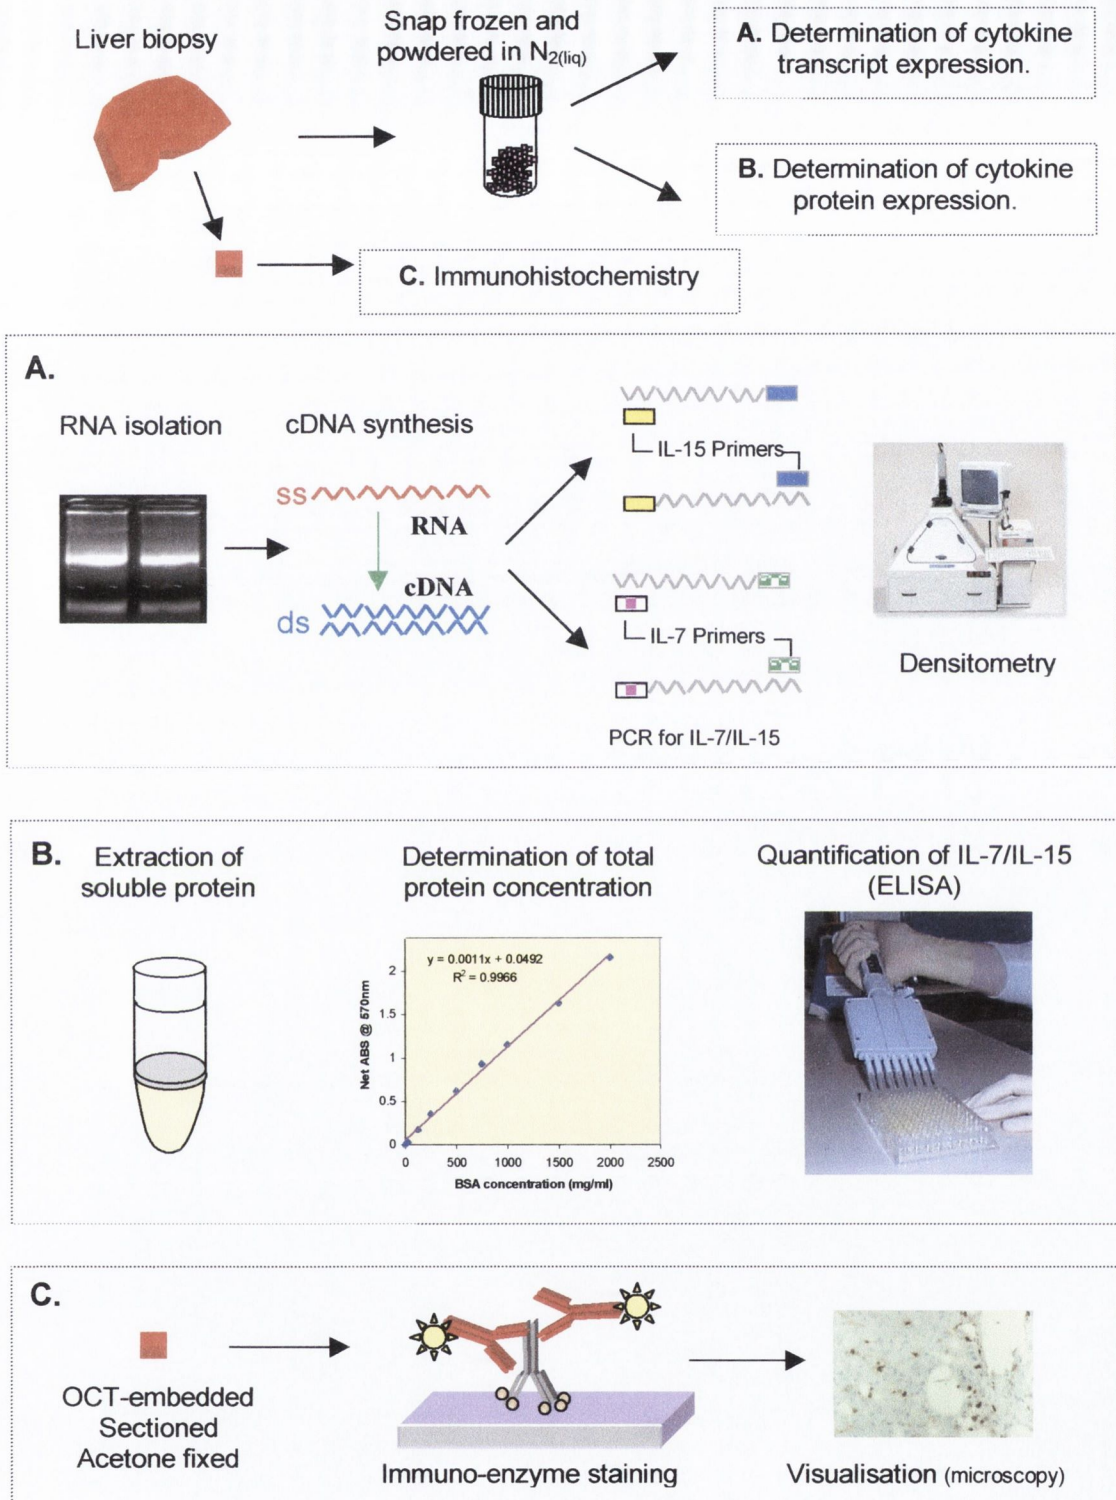 Liver biopsy
Snap frozen and
powdered in N2(liq)
A. Determination of cytokine
transcript expression.
B. Determination of cytokine
protein expression.
C. Immunohistochemistry
A.
RNA isolation
cDNA synthesis
ss
RNA
cDNA
ds
IL-15 Primers
IL-7 Primers
PCR for IL-7/IL-15
Densitometry
B.
Extraction of
soluble protein
Determination of total
protein concentration
y = 0.0011x + 0.0492
R2 = 0.9966
Net ABS @ 570nm
2
1.5
1
0.5
0
0 500 1000 1500 2000 2500
BSA concentration (mg/ml)
Quantification of IL-7/IL-15
(ELISA)
C.
OCT-embedded
Sectioned
Acetone fixed
Immuno-enzyme staining
Visualisation (microscopy)